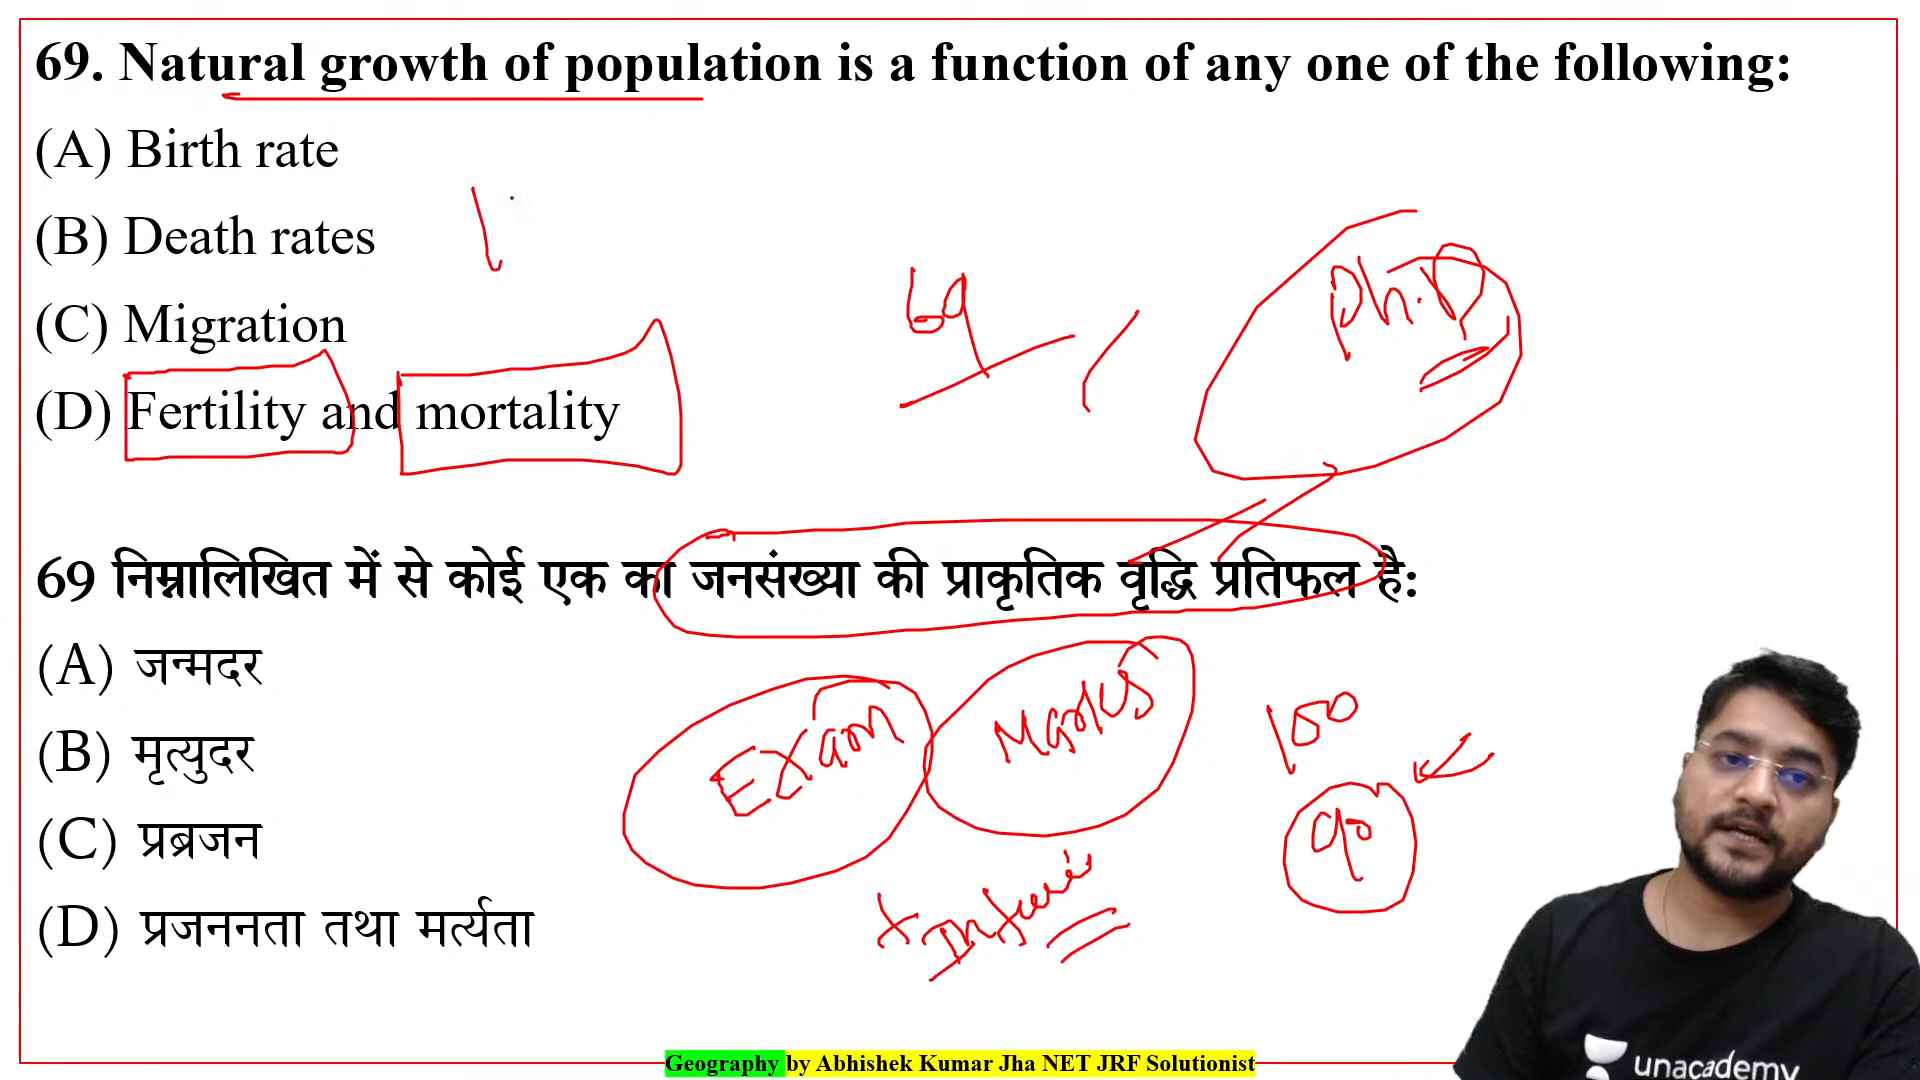 69. Natural growth of population is a function of any one of the following:
(A) Birth rate
(B) Death rates
(C) Migration
(D) Fertility and mortality
69
Ph.D
69 निम्नालिखित में से कोई एक का जनसंख्या की प्राकृतिक वृद्धि प्रतिफल है:
(A) जन्मदर
(B) मृत्युदर
(C) प्रब्रजन
(D) प्रजननता तथा मर्त्यता
Exam
Marks
100
90
unacademy
Geography by Abhishek Kumar Jha NET JRF Solutionist